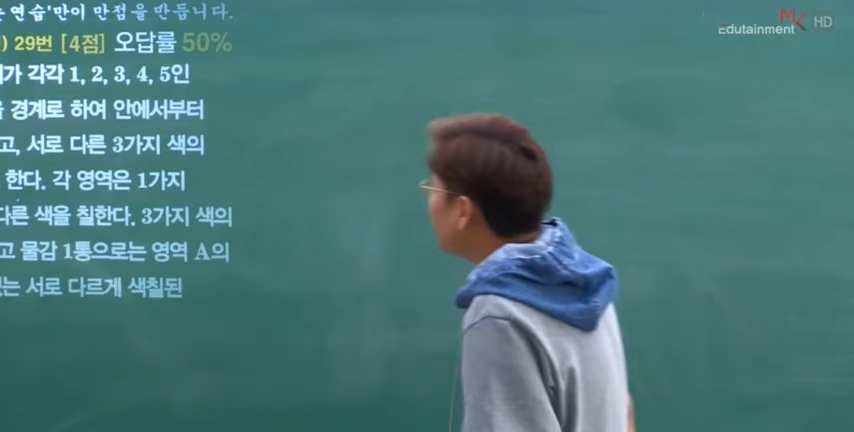 연습'만이 만점을 만듭니다.
29번 [4점] 오답률 50%
각각 1, 2, 3, 4, 5인
경계로 하여 안에서부터
고, 서로 다른 3가지 색의
한다. 각 영역은 1가지
다른 색을 칠한다. 3가지 색의
고 물감 1통으로는 영역 A의
는 서로 다르게 색칠된
MK
Edutainment HD